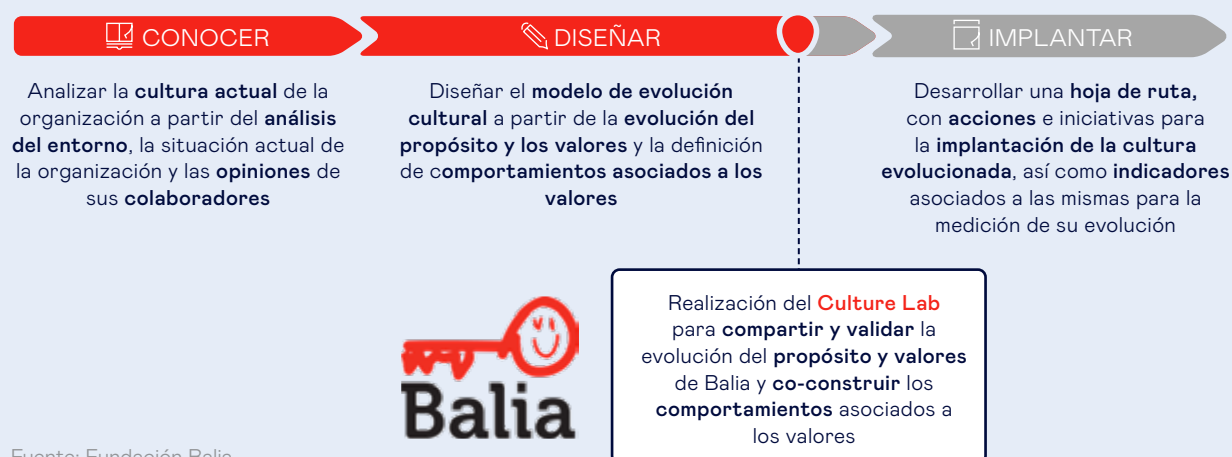 CONOCER
DISEÑAR
IMPLANTAR
Analizar la cultura actual de la
organización a partir del análisis
del entorno, la situación actual de
la organización y las opiniones de
sus colaboradores
Diseñar el modelo de evolución
cultural a partir de la evolución del
propósito y los valores y la definición
de comportamientos asociados a los
valores
Desarrollar una hoja de ruta,
con acciones e iniciativas para
la implantación de la cultura
evolucionada, así como indicadores
asociados a las mismas para la
medición de su evolución
Balia
Realización del Culture Lab
para compartir y validar la
evolución del propósito y valores
de Balia y co-construir los
comportamientos asociados a
los valores
Fuente: Fundación Balia